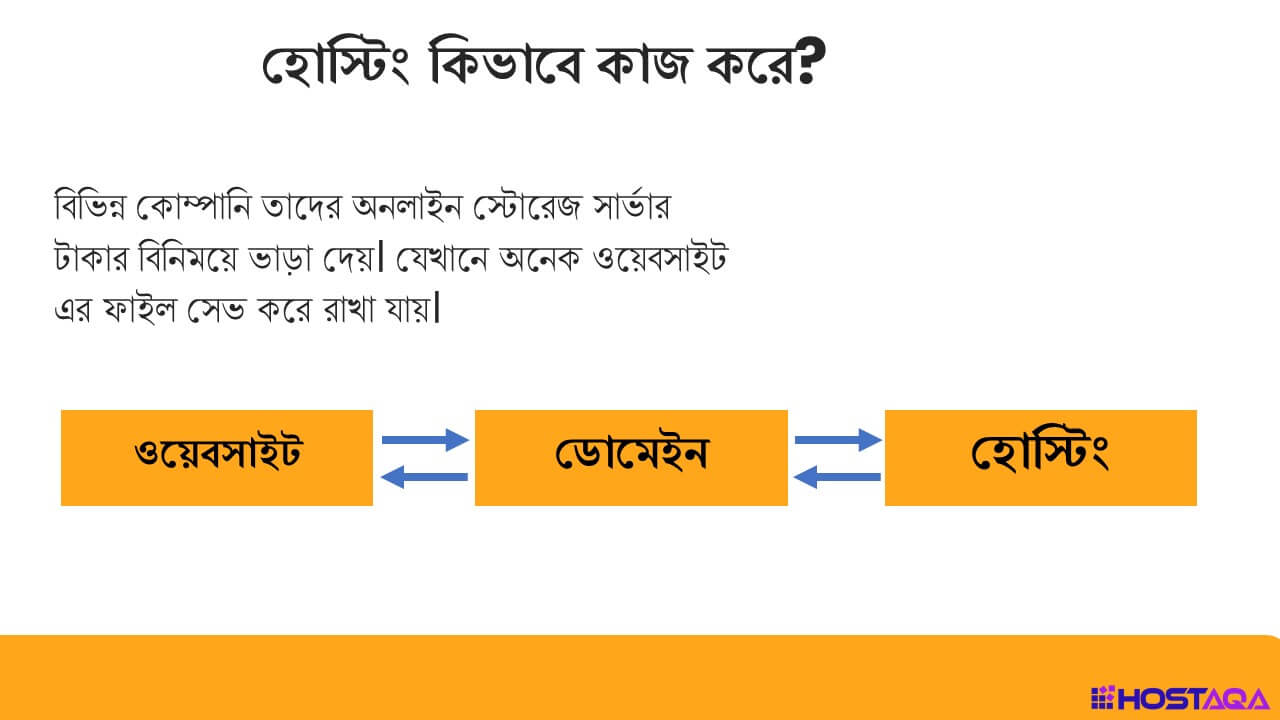 হোস্টিং কিভাবে কাজ করে?
বিভিন্ন কোম্পানি তাদের অনলাইন স্টোরেজ সার্ভার
টাকার বিনিময়ে ভাড়া দেয়। যেখানে অনেক ওয়েবসাইট
এর ফাইল সেভ করে রাখা যায়।
ওয়েবসাইট
ডোমেইন
হোস্টিং
HOSTAQA